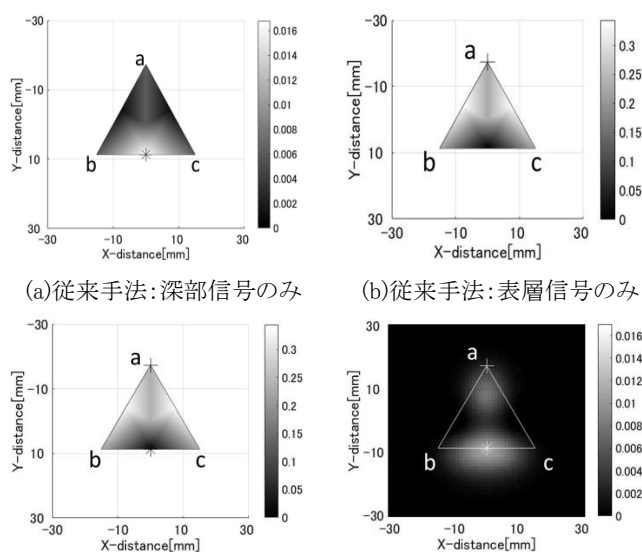 -30
-10
10
30
Y-distance[mm]
-30
-10
10
30
X-distance[mm]
a
b
c
0.016
0.014
0.012
0.01
0.008
0.006
0.004
0.002
0
-30
-10
10
30
Y-distance[mm]
-30
-10
10
30
X-distance[mm]
a
b
c
0.3
0.25
0.2
0.15
0.1
0.05
0
(a)従来手法:深部信号のみ
(b)従来手法:表層信号のみ
-30
-10
10
30
Y-distance[mm]
-30
-10
10
30
X-distance[mm]
a
b
c
0.3
0.25
0.2
0.15
0.1
0.05
0
30
10
-10
-30
Y-distance[mm]
-30
-10
10
30
X-distance[mm]
a
b
c
0.016
0.014
0.012
0.01
0.008
0.006
0.004
0.002
0